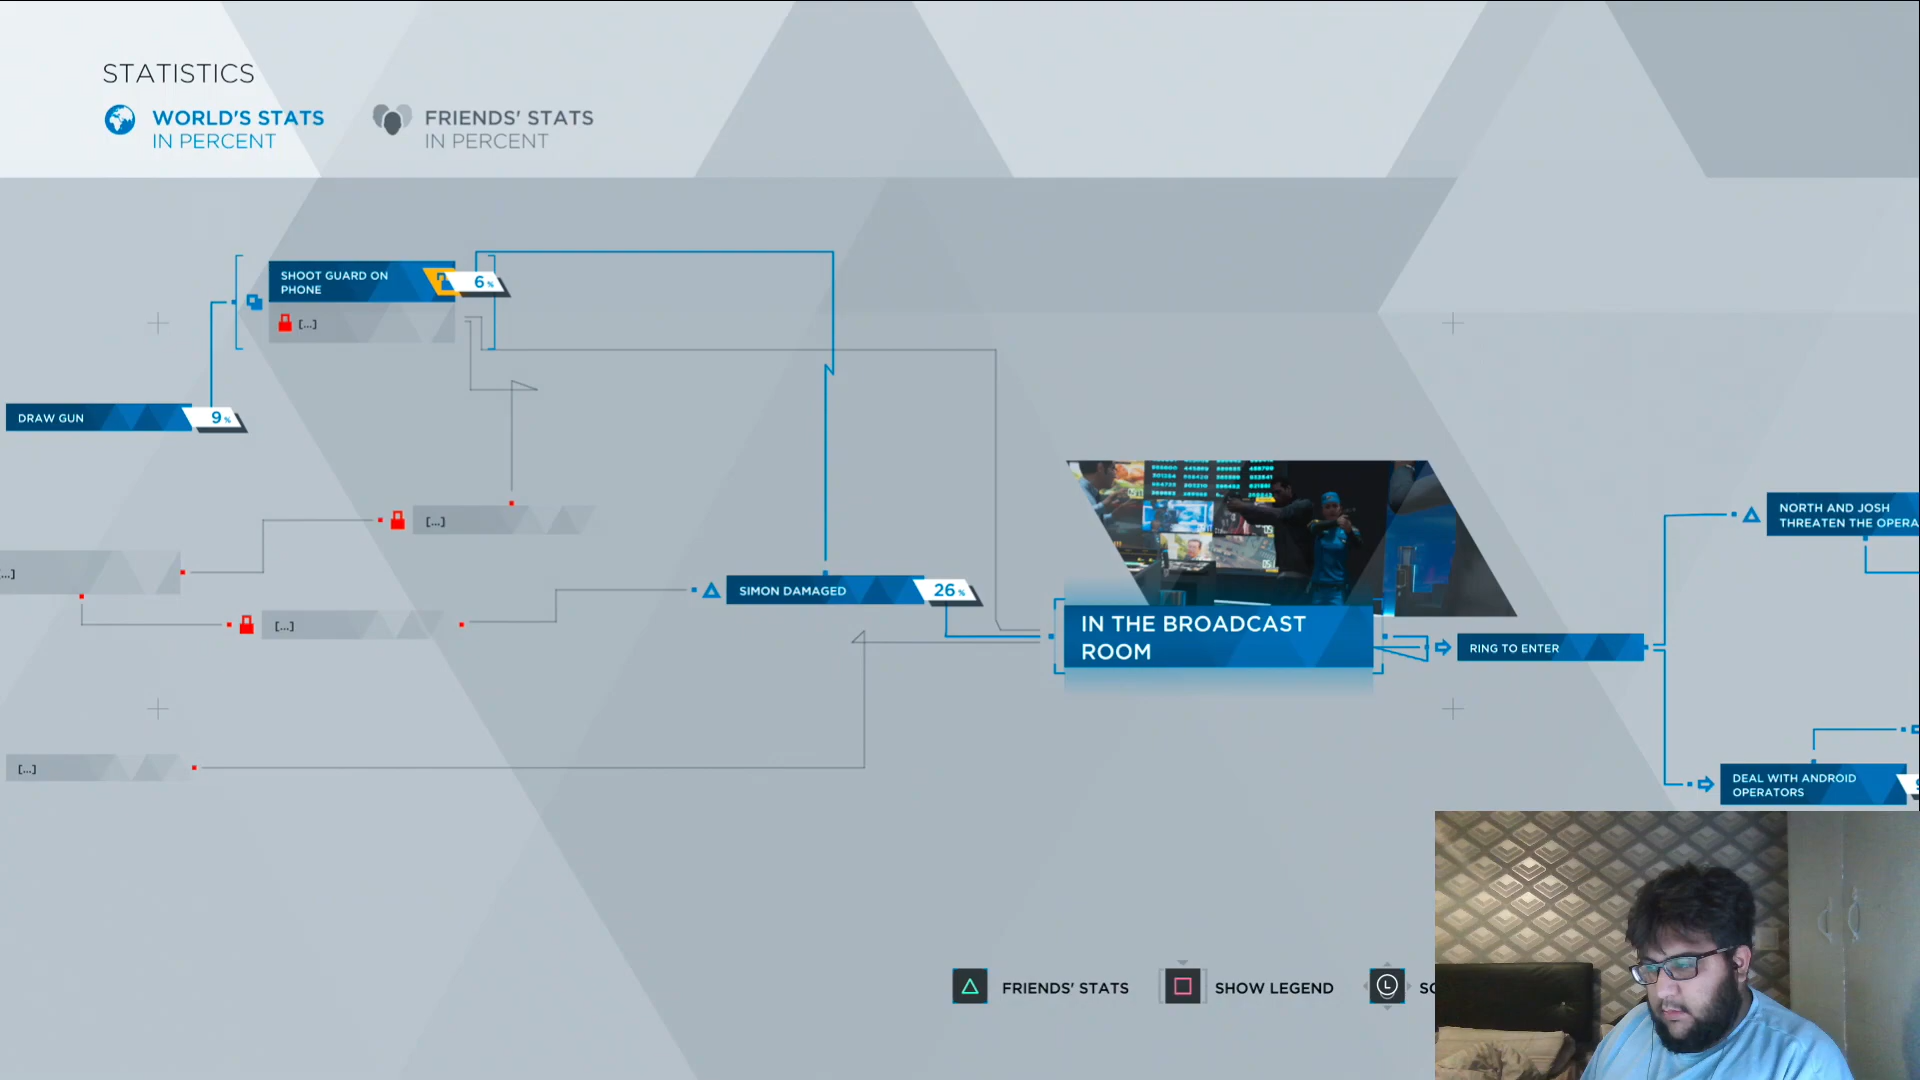 STATISTICS
WORLD'S STATS
IN PERCENT
FRIENDS' STATS
IN PERCENT
SHOOT GUARD ON
PHONE
6%
[...]
DRAW GUN
9%
[...]
...]
[...]
SIMON DAMAGED
26%
[...]
IN THE BROADCAST
ROOM
RING TO ENTER
NORTH AND JOSH
THREATEN THE OPERA
DEAL WITH ANDROID
OPERATORS
FRIENDS' STATS
SHOW LEGEND
L